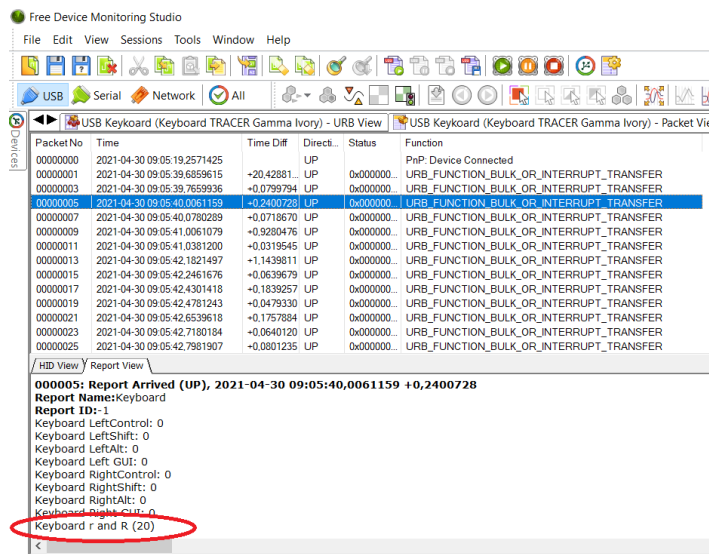 Free Device Monitoring Studio
File Edit View Sessions Tools Window Help
USB Serial Network All
Devices
USB Keykoard (Keyboard TRACER Gamma Ivory) - URB View USB Keykoard (Keyboard TRACER Gamma Ivory) - Packet Vie
Packet No Time Time Diff Directi... Status Function
00000000 2021-04-30 09:05:19,2571425 UP PnP: Device Connected
00000001 2021-04-30 09:05:39,6859615 +20,42881... UP 0x000000... URB_FUNCTION_BULK_OR_INTERRUPT_TRANSFER
00000003 2021-04-30 09:05:39,7659936 +0,0799794 UP 0x000000... URB_FUNCTION_BULK_OR_INTERRUPT_TRANSFER
00000005 2021-04-30 09:05:40,0061159 +0,2400728 UP 0x000000... URB_FUNCTION_BULK_OR_INTERRUPT_TRANSFER
00000007 2021-04-30 09:05:40,0780289 +0,0718670 UP 0x000000... URB_FUNCTION_BULK_OR_INTERRUPT_TRANSFER
00000009 2021-04-30 09:05:41,0061079 +0,9280476 UP 0x000000... URB_FUNCTION_BULK_OR_INTERRUPT_TRANSFER
00000011 2021-04-30 09:05:41,0381200 +0,0319545 UP 0x000000... URB_FUNCTION_BULK_OR_INTERRUPT_TRANSFER
00000013 2021-04-30 09:05:42,1821497 +1,1439811 UP 0x000000... URB_FUNCTION_BULK_OR_INTERRUPT_TRANSFER
00000015 2021-04-30 09:05:42,2461676 +0,0639679 UP 0x000000... URB_FUNCTION_BULK_OR_INTERRUPT_TRANSFER
00000017 2021-04-30 09:05:42,4301418 +0,1839257 UP 0x000000... URB_FUNCTION_BULK_OR_INTERRUPT_TRANSFER
00000019 2021-04-30 09:05:42,4781243 +0,0479330 UP 0x000000... URB_FUNCTION_BULK_OR_INTERRUPT_TRANSFER
00000021 2021-04-30 09:05:42,6539618 +0,1757884 UP 0x000000... URB_FUNCTION_BULK_OR_INTERRUPT_TRANSFER
00000023 2021-04-30 09:05:42,7180184 +0,0640120 UP 0x000000... URB_FUNCTION_BULK_OR_INTERRUPT_TRANSFER
00000025 2021-04-30 09:05:42,7981907 +0,0801235 UP 0x000000... URB_FUNCTION_BULK_OR_INTERRUPT_TRANSFER
HID View Report View
000005: Report Arrived (UP), 2021-04-30 09:05:40,0061159 +0,2400728
Report Name:Keyboard
Report ID:-1
Keyboard LeftControl: 0
Keyboard LeftShift: 0
Keyboard LeftAlt: 0
Keyboard Left GUI: 0
Keyboard RightControl: 0
Keyboard RightShift: 0
Keyboard RightAlt: 0
Keyboard Right GUI: 0
Keyboard r and R (20)